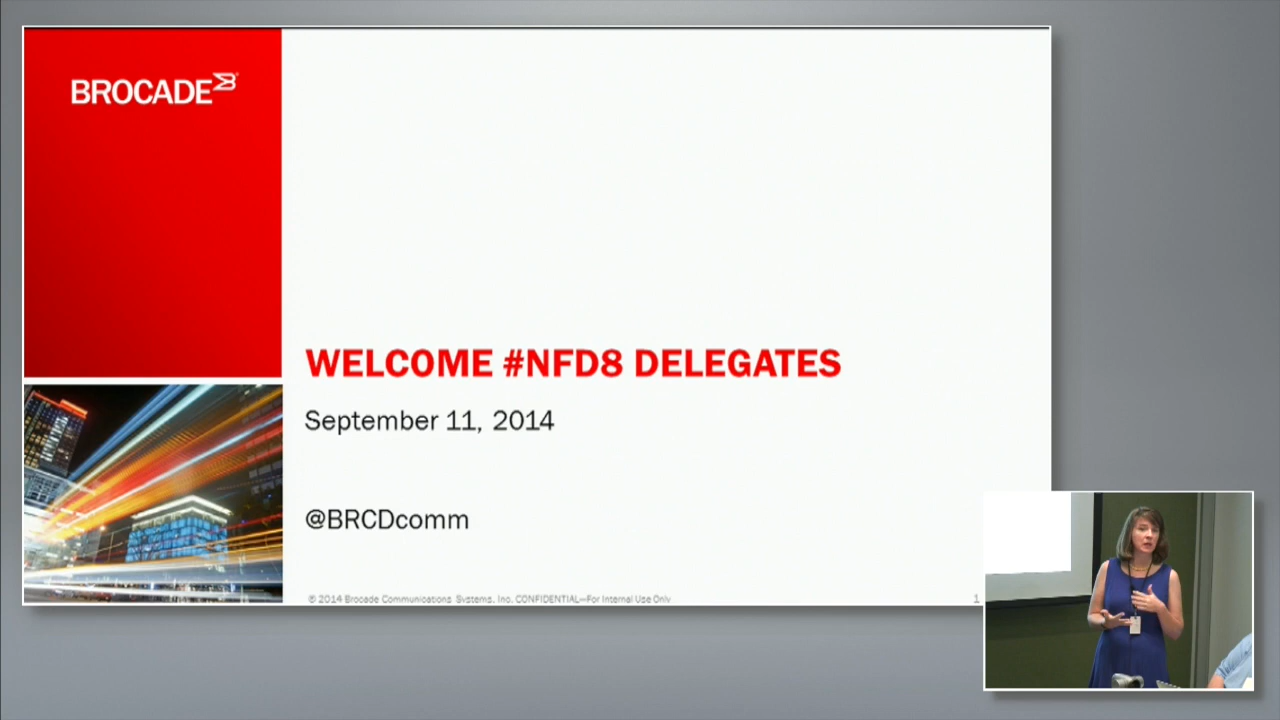 BROCADE
WELCOME #NFD8 DELEGATES
September 11, 2014
@BRCDcomm
© 2014 Brocade Communications Systems, Inc. CONFIDENTIAL—For Internal Use Only
1